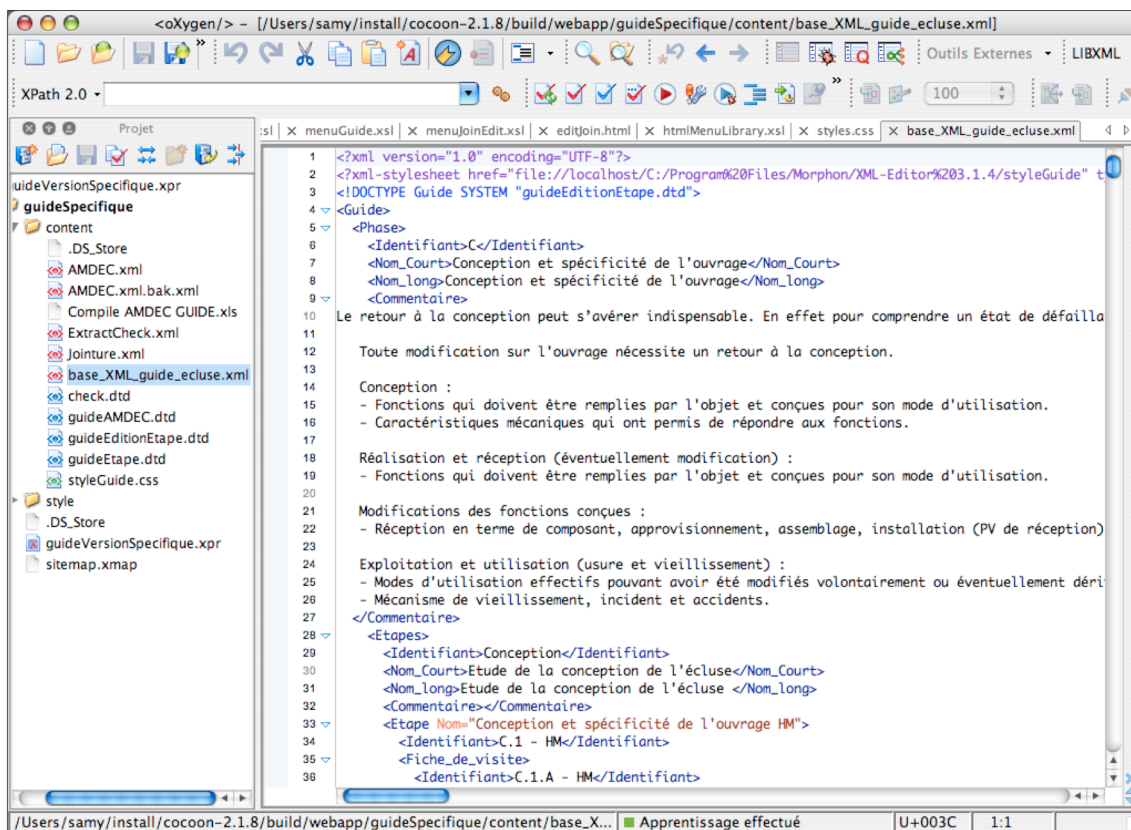 <oXygen/> – [/Users/samy/install/cocoon-2.1.8/build/webapp/guideSpecifique/content/base_XML_guide_ecluse.xml]
Outils Externes
LIBXML
XPath 2.0
100
Projet
:sl
menuGuide.xsl
menuJoinEdit.xsl
editJoin.html
htmlMenuLibrary.xsl
styles.css
base_XML_guide_ecluse.xml
uideVersionSpecifique.xpr
guideSpecifique
content
.DS_Store
AMDEC.xml
AMDEC.xml.bak.xml
Compile AMDEC GUIDE.xls
ExtractCheck.xml
Jointure.xml
base_XML_guide_ecluse.xml
check.dtd
guideAMDEC.dtd
guideEditionEtape.dtd
guideEtape.dtd
styleGuide.css
style
.DS_Store
guideVersionSpecifique.xpr
sitemap.xmap
1 <?xml version="1.0" encoding="UTF-8"?>
2 <?xml-stylesheet href="file://localhost/C:/Program%20Files/Morphon/XML-Editor%203.1.4/styleGuide" t
3 <!DOCTYPE Guide SYSTEM "guideEditionEtape.dtd">
4 <Guide>
5 <Phase>
6 <Identifiant>C</Identifiant>
7 <Nom_Court>Conception et spécificité de l'ouvrage</Nom_Court>
8 <Nom_long>Conception et spécificité de l'ouvrage</Nom_long>
9 <Commentaire>
10 Le retour à la conception peut s’avérer indispensable. En effet pour comprendre un état de défailla
11
12 Toute modification sur l'ouvrage nécessite un retour à la conception.
13
14 Conception :
15 - Fonctions qui doivent être remplies par l'objet et conçues pour son mode d'utilisation.
16 - Caractéristiques mécaniques qui ont permis de répondre aux fonctions.
17
18 Réalisation et réception (éventuellement modification) :
19 - Fonctions qui doivent être remplies par l'objet et conçues pour son mode d'utilisation.
20
21 Modifications des fonctions conçues :
22 - Réception en terme de composant, approvisionnement, assemblage, installation (PV de réception)
23
24 Exploitation et utilisation (usure et vieillissement) :
25 - Modes d'utilisation effectifs pouvant avoir été modifiés volontairement ou éventuellement déri
26 - Mécanisme de vieillissement, incident et accidents.
27 </Commentaire>
28 <Etapes>
29 <Identifiant>Conception</Identifiant>
30 <Nom_Court>Etude de la conception de l'écluse</Nom_Court>
31 <Nom_long>Etude de la conception de l'écluse </Nom_long>
32 <Commentaire></Commentaire>
33 <Etape Nom="Conception et spécificité de l'ouvrage HM">
34 <Identifiant>C.1 - HM</Identifiant>
35 <Fiche_de_visite>
36 <Identifiant>C.1.A - HM</Identifiant>
/Users/samy/install/cocoon-2.1.8/build/webapp/guideSpecifique/content/base_X...
Apprentissage effectué
U+003C
1:1